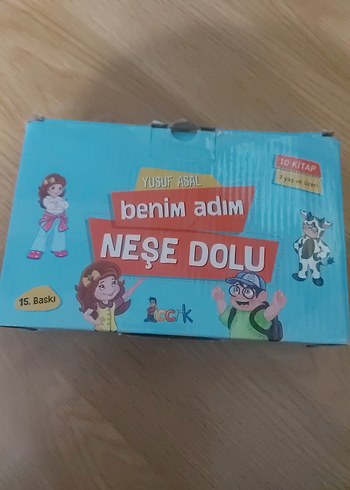 YUSUF ASAL
benim adım
NEŞE DOLU
10 KİTAP
7 yaş ve üzeri
15. Baskı